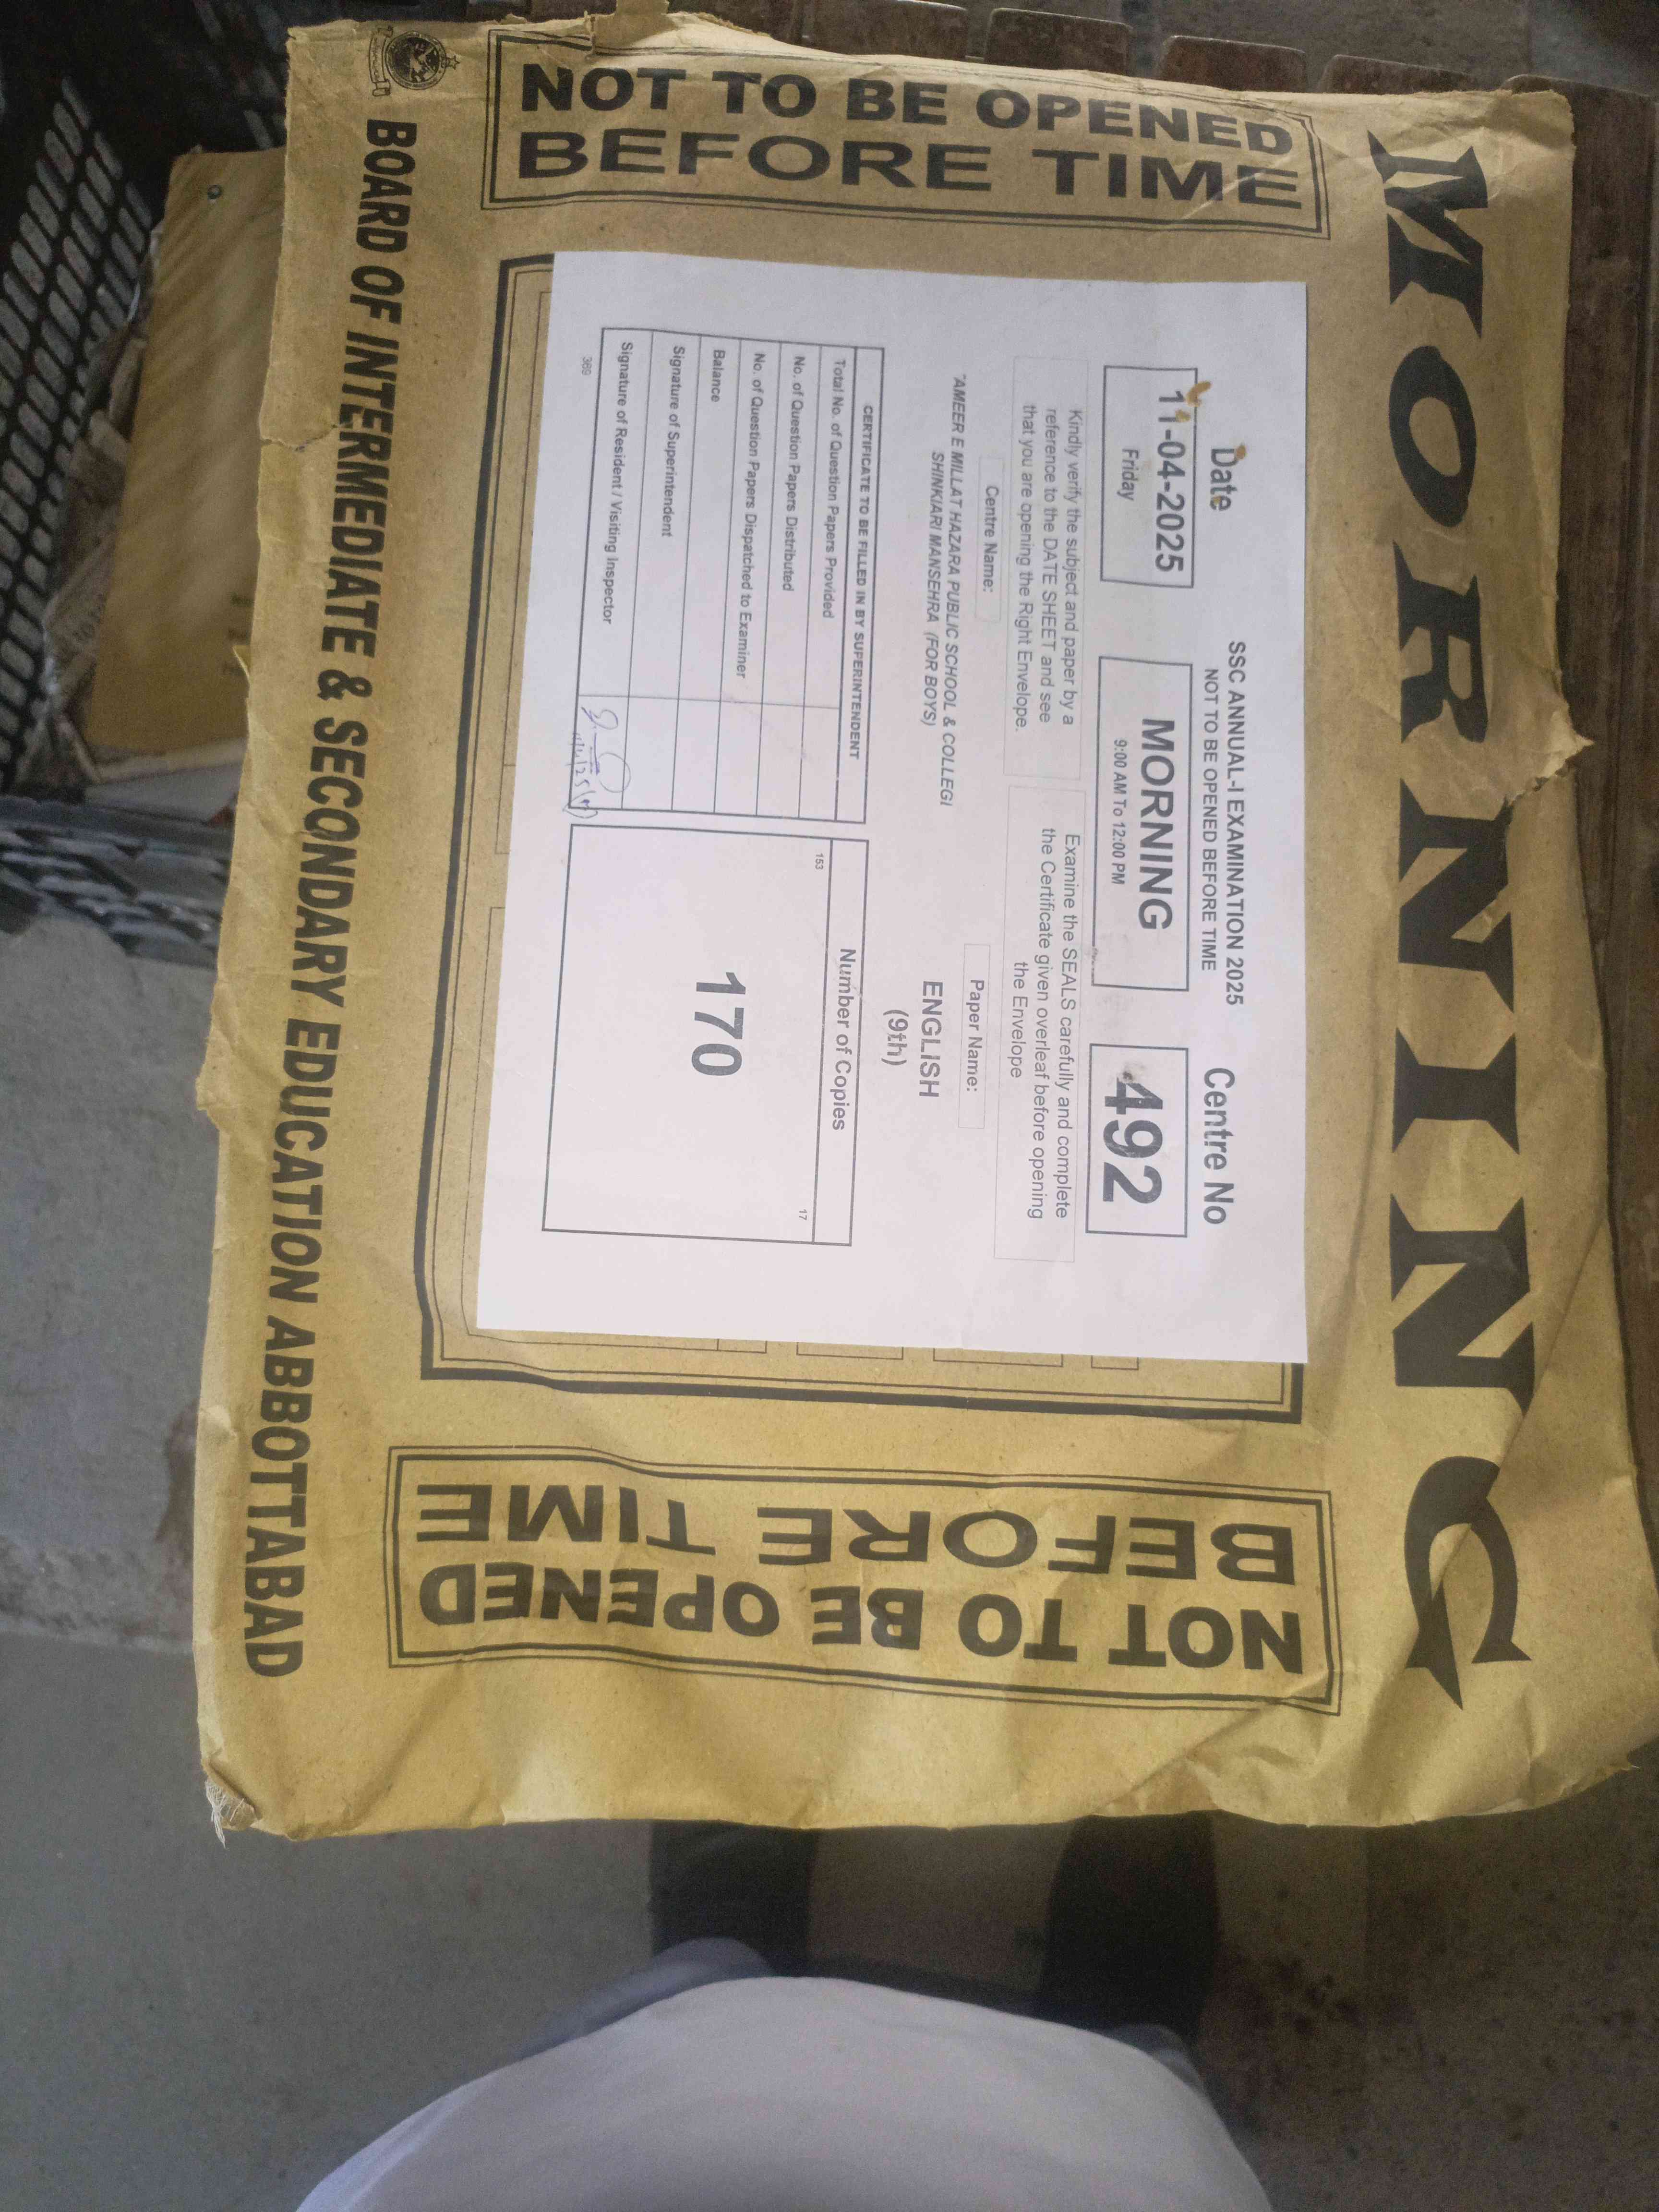 MORNING
NOT TO BE OPENED
BEFORE TIME
SSC ANNUAL-I EXAMINATION 2025
NOT TO BE OPENED BEFORE TIME
Date
Centre No
11-04-2025
Friday
MORNING
9:00 AM To 12:00 PM
492
Kindly verify the subject and paper by a
reference to the DATE SHEET and see
that you are opening the Right Envelope.
Examine the SEALS carefully and complete
the Certificate given overleaf before opening
the Envelope
Centre Name:
"AMEER E MILLAT HAZARA PUBLIC SCHOOL & COLLEGI
SHINKIARI MANSEHRA (FOR BOYS)
Paper Name:
ENGLISH
(9th)
CERTIFICATE TO BE FILLED IN BY SUPERINTENDENT
Total No. of Question Papers Provided
No. of Question Papers Distributed
No. of Question Papers Dispatched to Examiner
Balance
Signature of Superintendent
Signature of Resident / Visiting Inspector
369
Number of Copies
153
17
170
NOT TO BE OPENED
BEFORE TIME
BOARD OF INTERMEDIATE & SECONDARY EDUCATION ABBOTTABAD